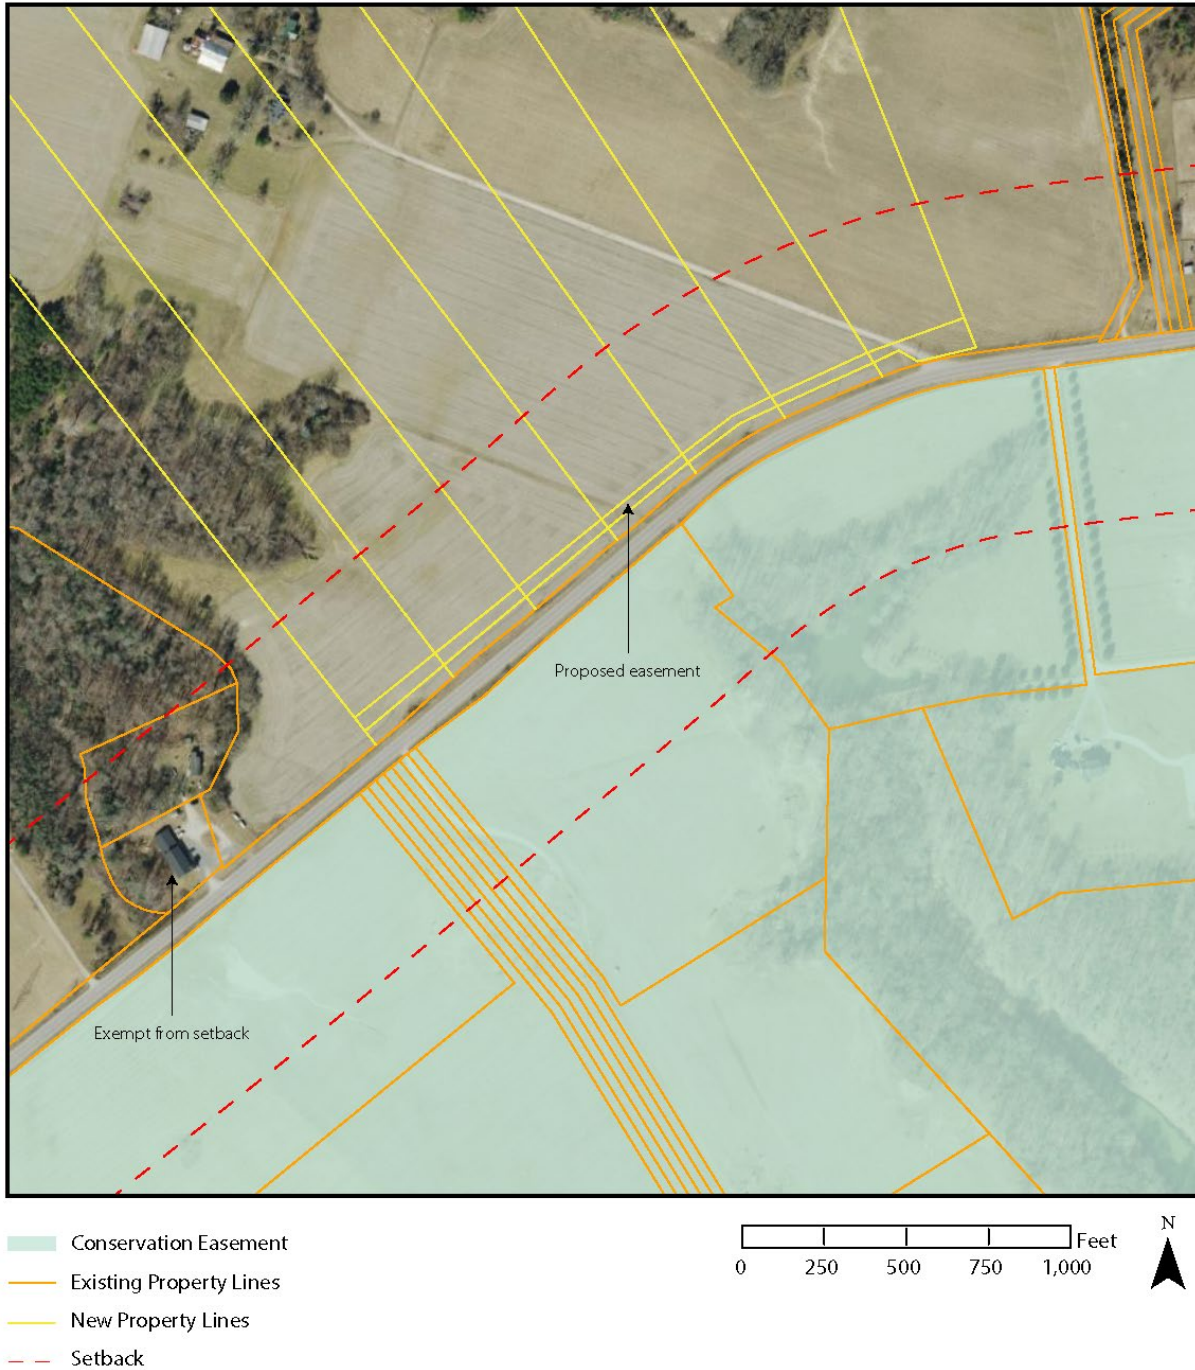 Proposed easement
Exempt from setback
Conservation Easement
Existing Property Lines
New Property Lines
Setback
Feet
0 250 500 750 1,000
N